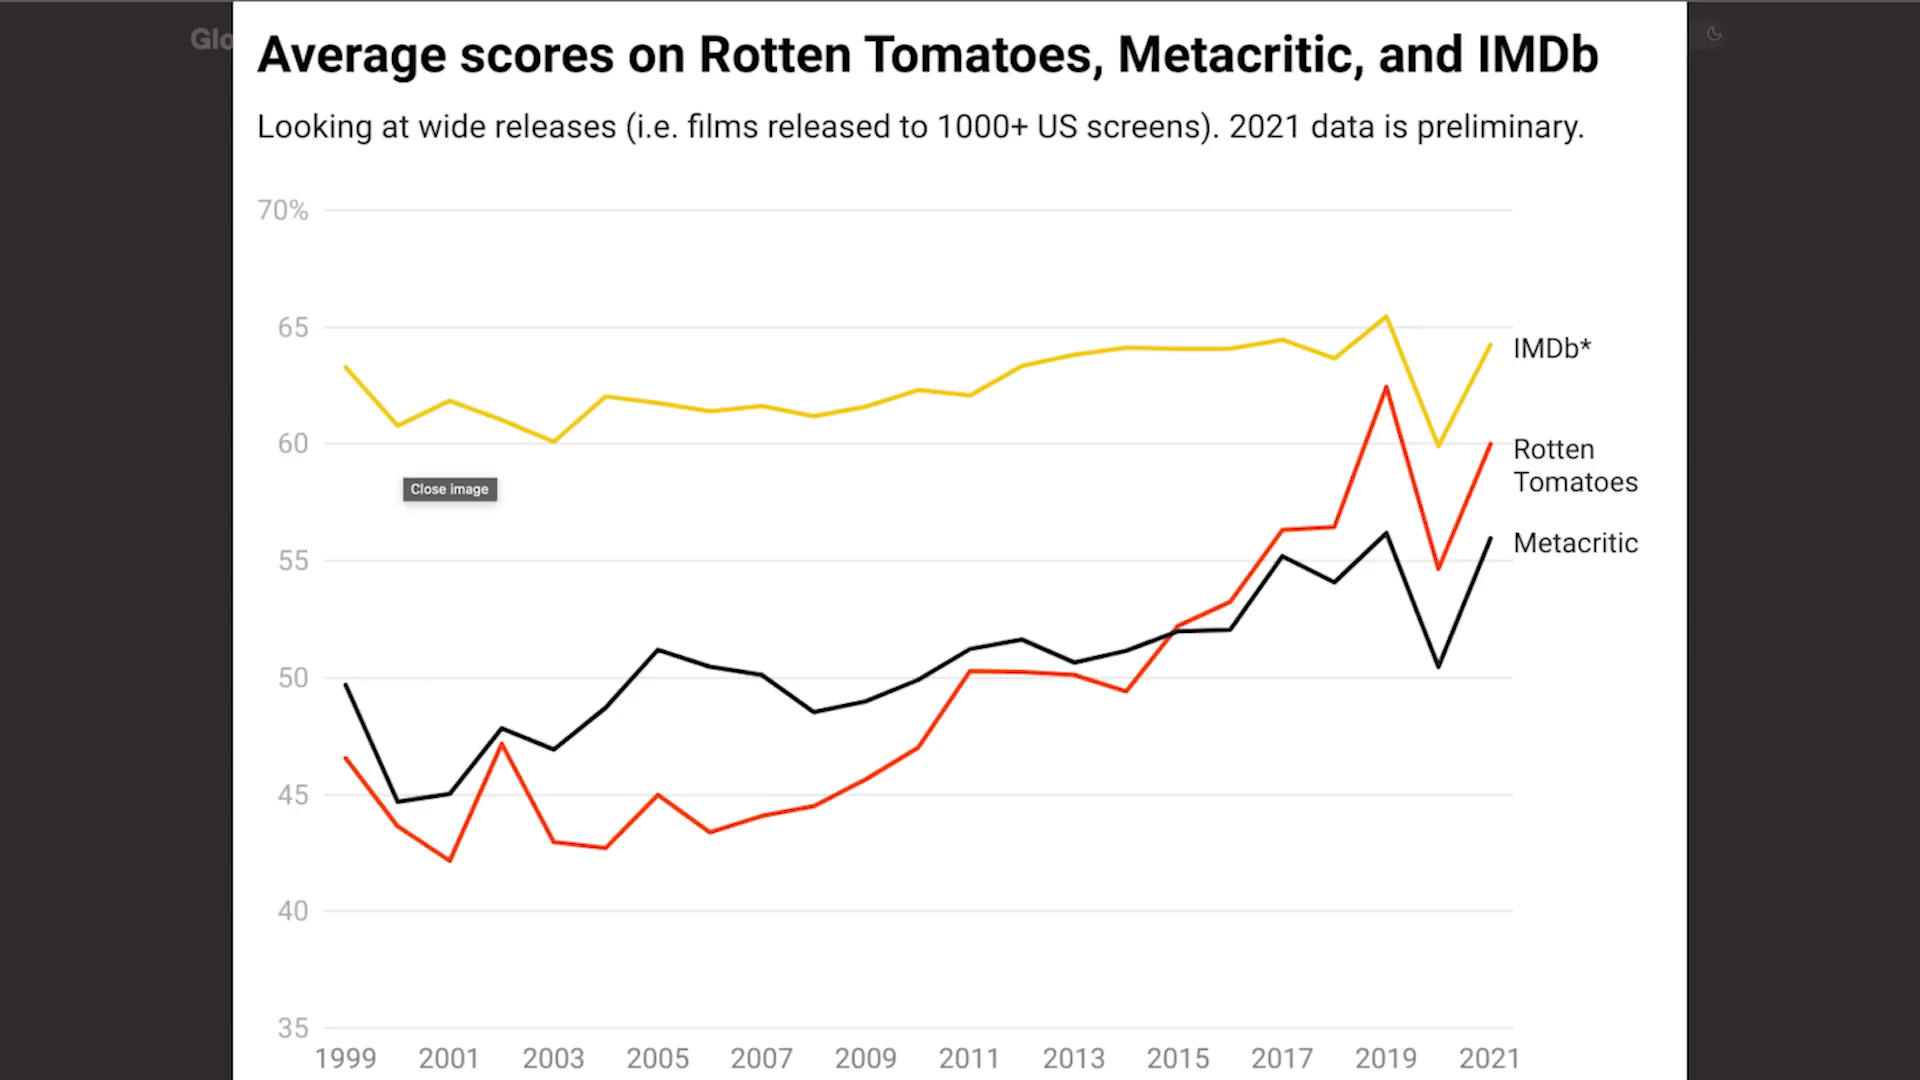 Glo
Average scores on Rotten Tomatoes, Metacritic, and IMDb
Looking at wide releases (i.e. films released to 1000+ US screens). 2021 data is preliminary.
70%
65
IMDb*
60
Rotten
Tomatoes
Close image
Metacritic
55
50
45
40
35
1999 2001 2003 2005 2007 2009 2011 2013 2015 2017 2019 2021